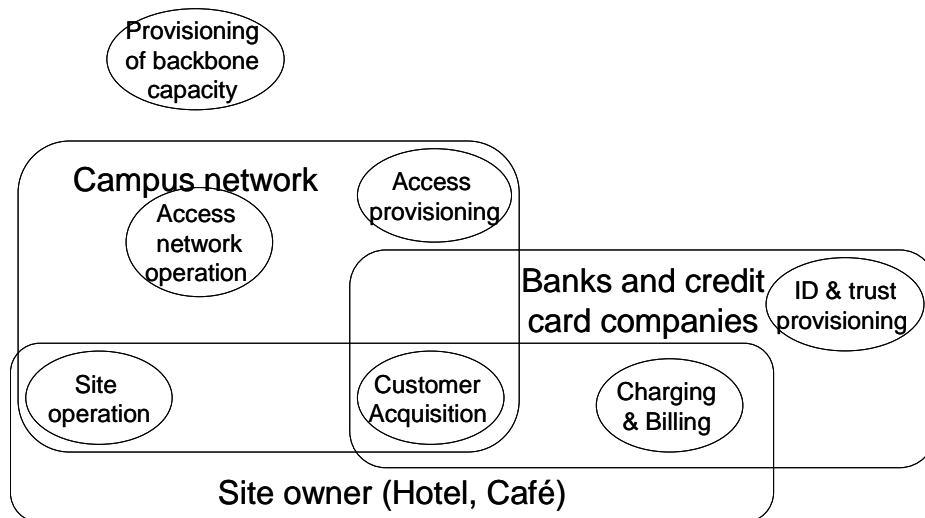 Provisioning
of backbone
capacity
Campus network
Access
provisioning
Access
network
operation
Banks and credit
card companies
ID & trust
provisioning
Site
operation
Customer
Acquisition
Charging
& Billing
Site owner (Hotel, Café)